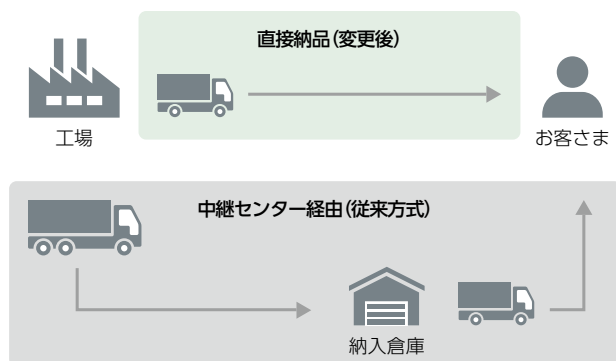 直接納品（変更後）
工場
お客さま
中継センター経由（従来方式）
納入倉庫